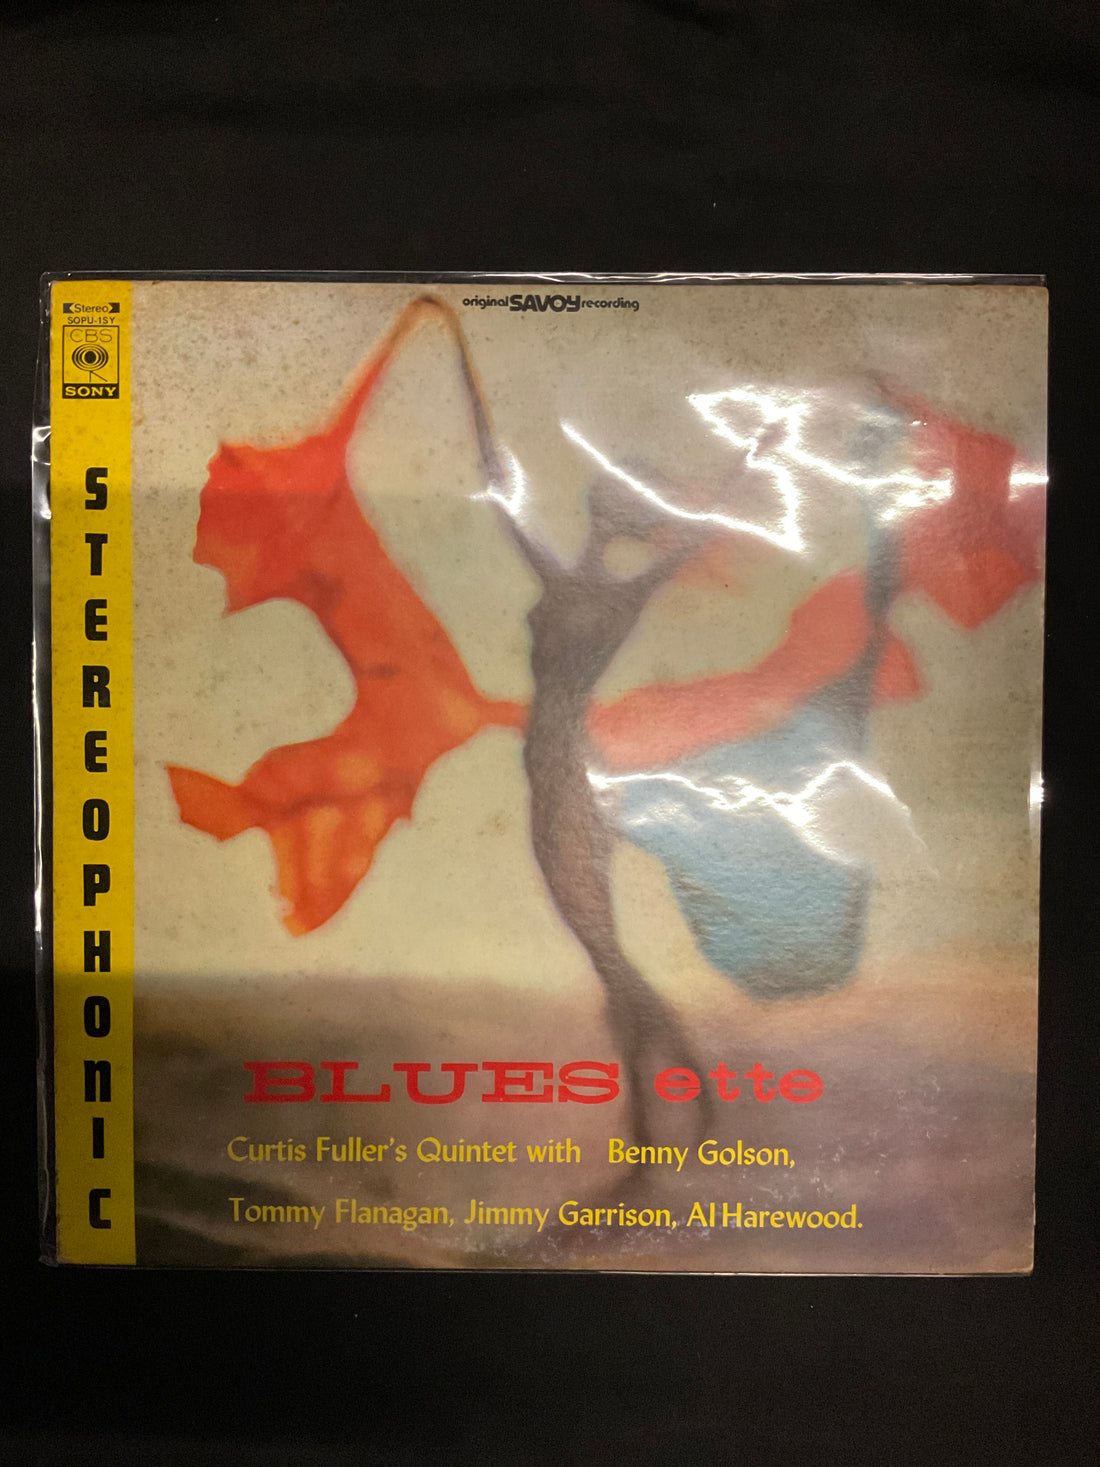 original SAVOY recording
Stereo
SOPU-1SY
CBS
SONY
STEREOPHONIC
BLUES ette
Curtis Fuller's Quintet with Benny Golson,
Tommy Flanagan, Jimmy Garrison, Al Harewood.